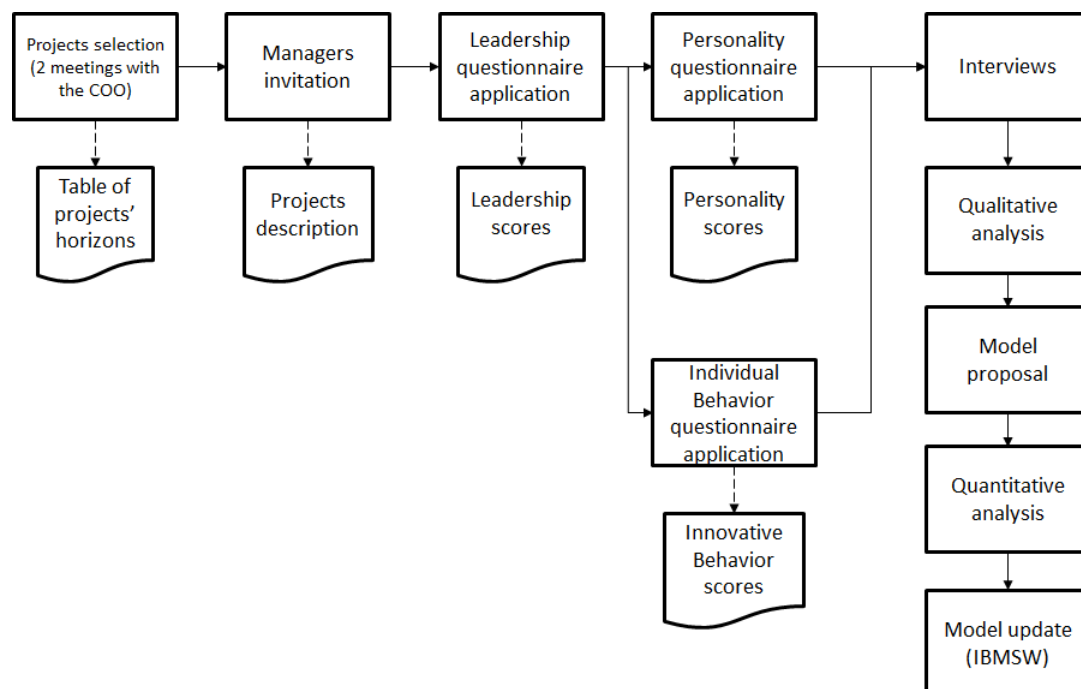 Projects selection
(2 meetings with
the COO)
Managers
invitation
Leadership
questionnaire
application
Personality
questionnaire
application
Interviews
Table of
projects'
horizons
Projects
description
Leadership
scores
Personality
scores
Qualitative
analysis
Model
proposal
Individual
Behavior
questionnaire
application
Quantitative
analysis
Innovative
Behavior
scores
Model update
(IBMSW)